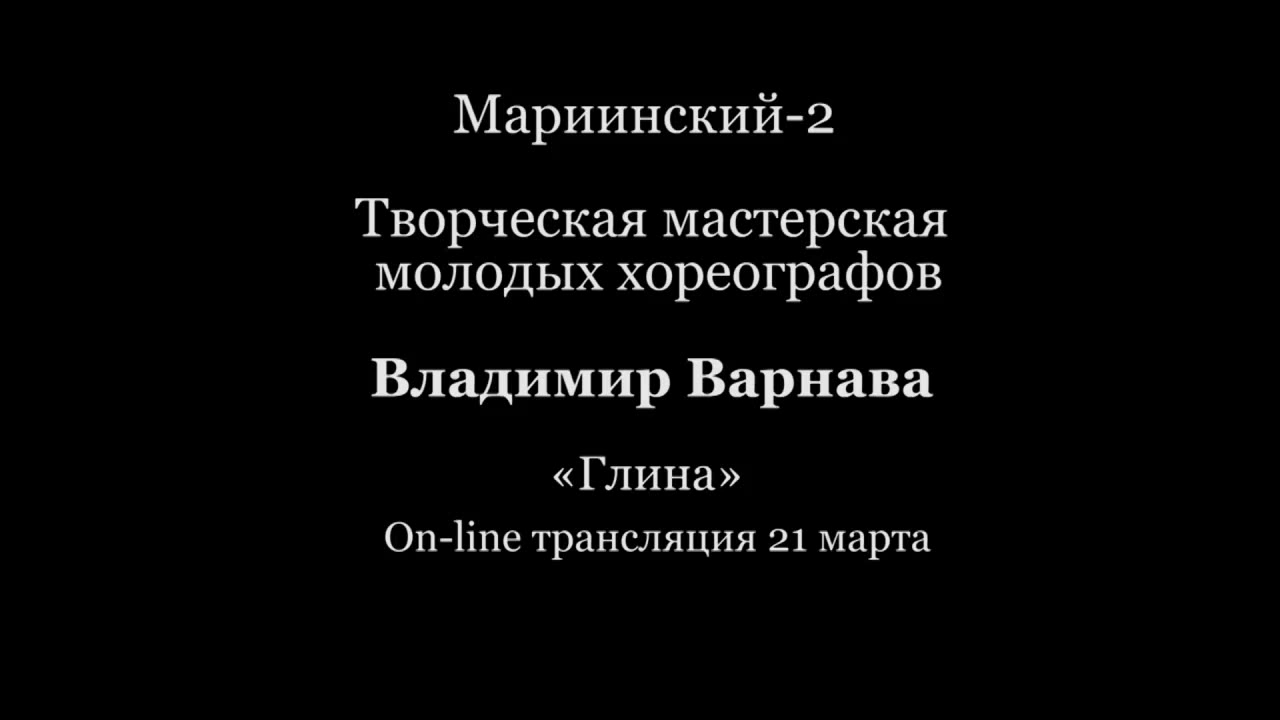 Мариинский-2
Творческая мастерская
молодых хореографов
Владимир Варнава
«Глина»
On-line трансляция 21 марта